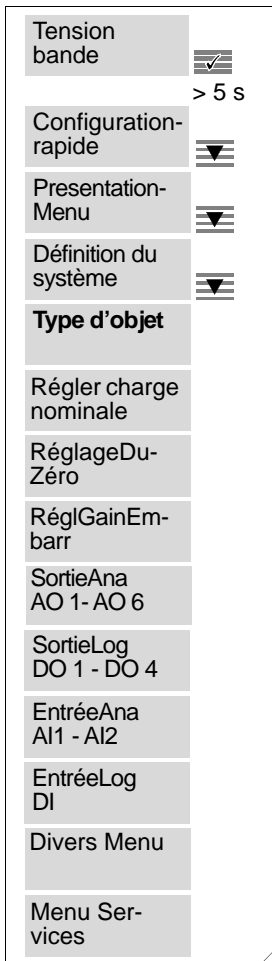 Tension
bande
> 5 s
Configuration-
rapide
Presentation-
Menu
Définition du
système
Type d'objet
Régler charge
nominale
RéglageDu-
Zéro
RéglGainEm-
barr
SortieAna
AO 1- AO 6
SortieLog
DO 1 - DO 4
EntréeAna
AI1 - AI2
EntréeLog
DI
Divers Menu
Menu Ser-
vices